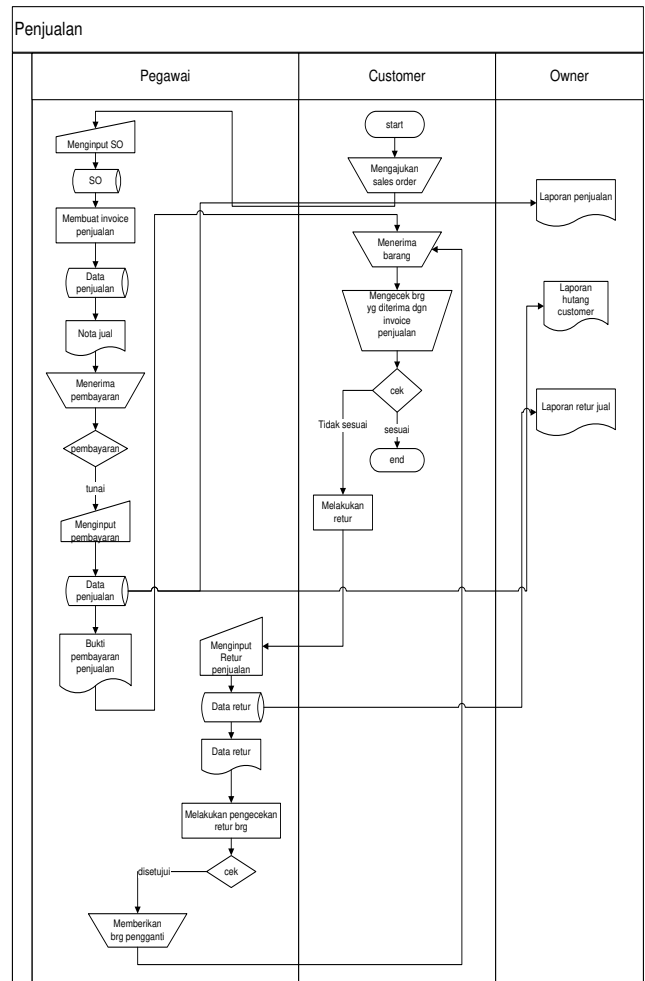 Penjualan
Pegawai
Customer
Owner
Menginput SO
SO
Membuat invoice
penjualan
Data
penjualan
Nota jual
Menerima
pembayaran
pembayaran
tunai
Menginput
pembayaran
Data
penjualan
Bukti
pembayaran
penjualan
Menginput
Retur
penjualan
Data retur
Data retur
Melakukan pengecekan
retur brg
cek
disetujui
Memberikan
brg pengganti
start
Mengajukan
sales order
Menerima
barang
Mengecek brg
yg diterima dgn
invoice
penjualan
cek
Tidak sesuai
sesuai
end
Melakukan
retur
Laporan penjualan
Laporan
hutang
customer
Laporan retur jual